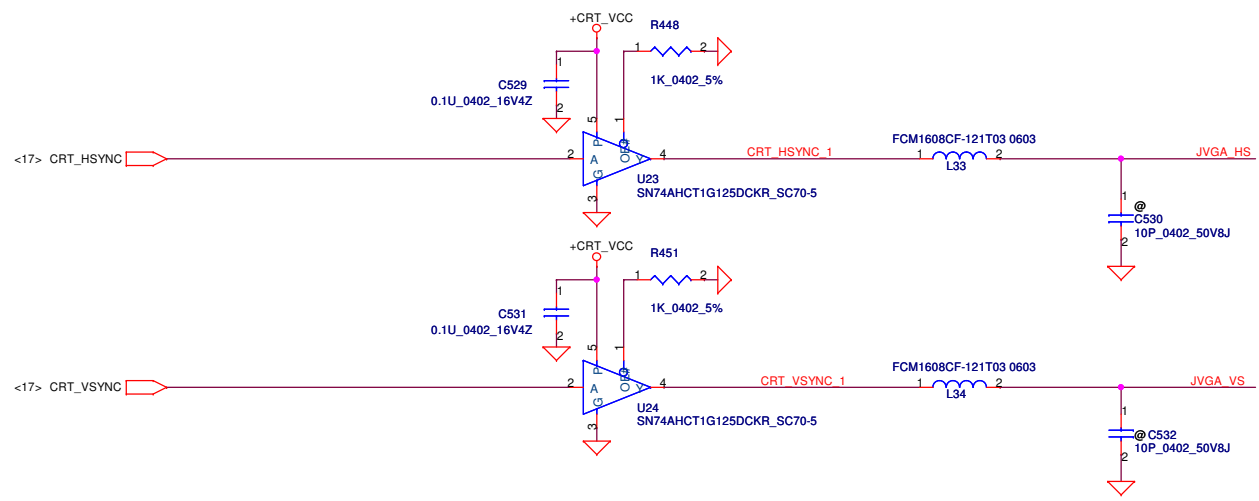 +CRT_VCC
R448
1
2
1K_0402_5%
1
C529
0.1U_0402_16V4Z
2
5
1
P
OE#
<17> CRT_HSYNC
2
A
Y
4
G
3
U23
SN74AHCT1G125DCKR_SC70-5
CRT_HSYNC_1
FCM1608CF-121T03 0603
1
2
L33
JVGA_HS
1
@
C530
10P_0402_50V8J
2
+CRT_VCC
R451
1
2
1K_0402_5%
1
C531
0.1U_0402_16V4Z
2
5
1
P
OE#
<17> CRT_VSYNC
2
A
Y
4
G
3
U24
SN74AHCT1G125DCKR_SC70-5
CRT_VSYNC_1
FCM1608CF-121T03 0603
1
2
L34
JVGA_VS
1
@ C532
10P_0402_50V8J
2